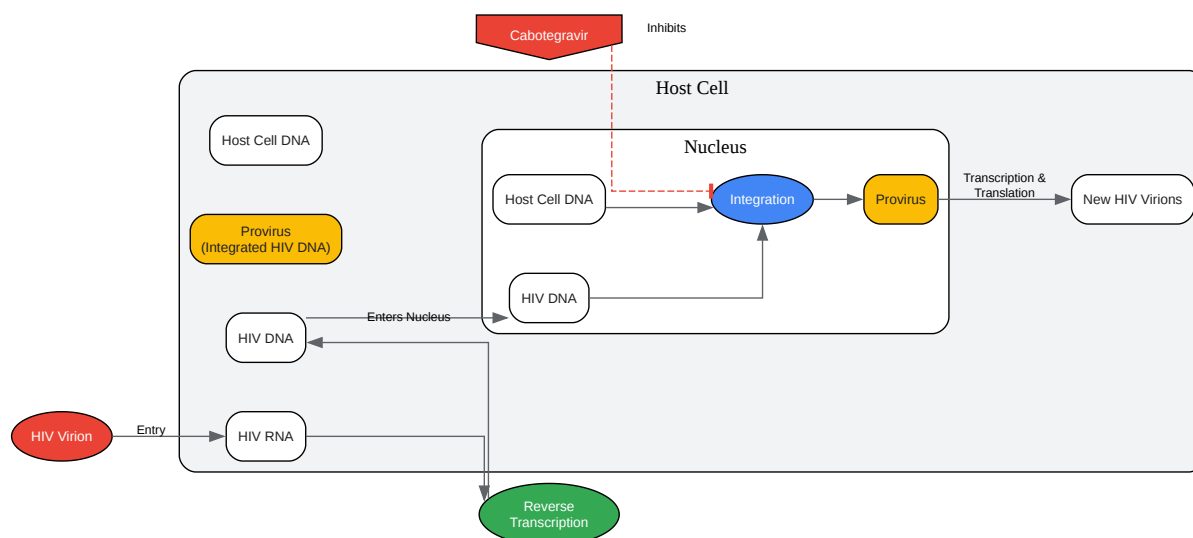 Cabotegravir
Inhibits
Host Cell
Host Cell DNA
Nucleus
Host Cell DNA
Integration
Provirus
Transcription &
Translation
New HIV Virions
Provirus
(Integrated HIV DNA)
HIV DNA
Enters Nucleus
HIV DNA
HIV Virion
Entry
HIV RNA
Reverse
Transcription